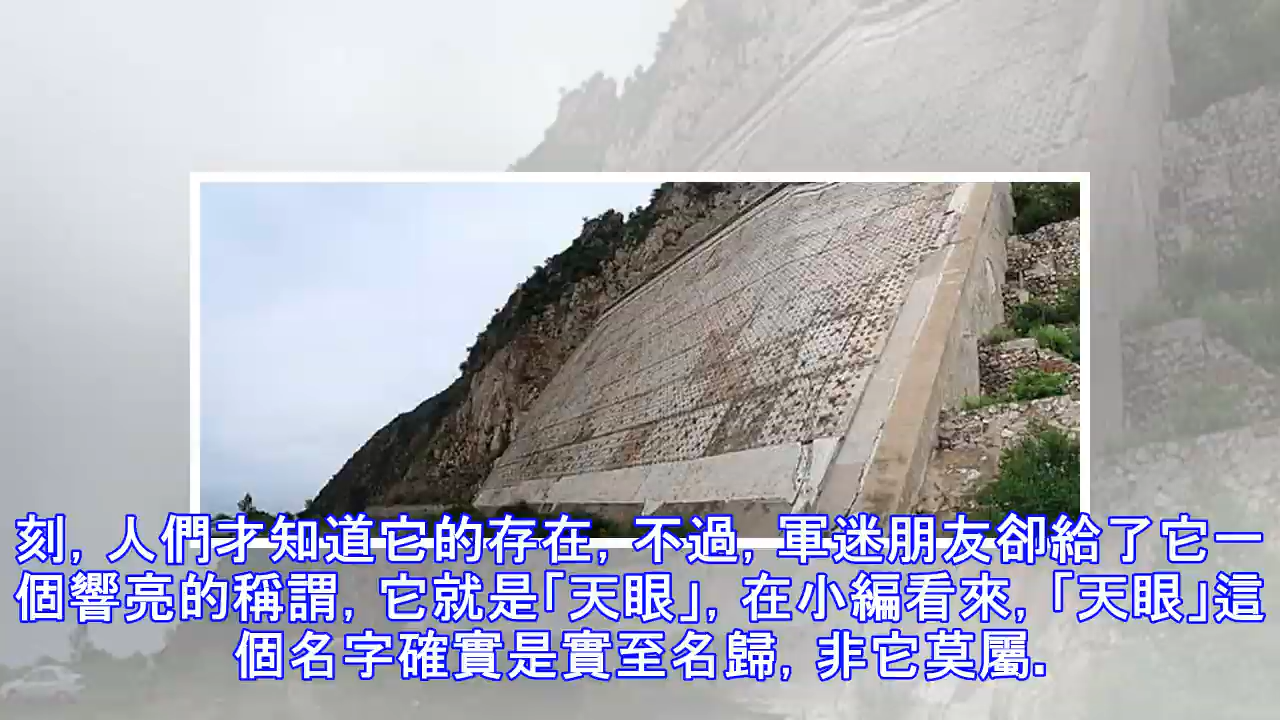 刻, 人們才知道它的存在, 不過, 軍迷朋友卻給了它一
個響亮的稱謂, 它就是「天眼」, 在小編看來, 「天眼」這
個名字確實是實至名歸, 非它莫屬.